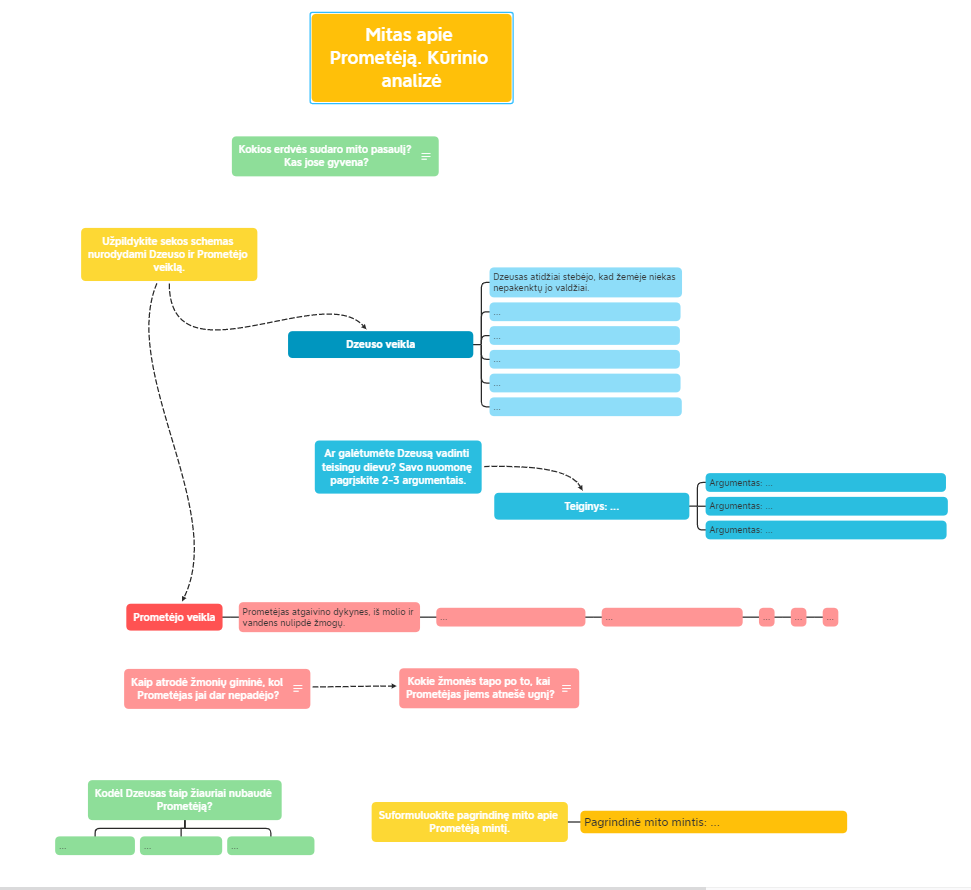 Mitas apie
Prometėją. Kūrinio
analizė
Kokios erdvės sudaro mito pasaulį?
Kas jose gyvena?
Užpildykite sekos schemas
nurodydami Dzeuso ir Prometėjo
veiklą.
Dzeusas atidžiai stebėjo, kad žemėje niekas
nepakenktų jo valdžiai.
...
...
Dzeuso veikla
...
...
...
Ar galėtumėte Dzeusą vadinti
teisingu dievu? Savo nuomonę
pagrįskite 2-3 argumentais.
Teiginys: ...
Argumentas: ...
Argumentas: ...
Argumentas: ...
Prometėjo veikla
Prometėjas atgaivino dykynes, iš molio ir
vandens nulipdė žmogų.
...
...
...
...
...
Kaip atrodė žmonių giminė, kol
Prometėjas jai dar nepadėjo?
Kokie žmonės tapo po to, kai
Prometėjas jiems atnešė ugnį?
Kodėl Dzeusas taip žiauriai nubaudė
Prometėją?
...
...
...
Suformuluokite pagrindinę mito apie
Prometėją mintį.
Pagrindinė mito mintis: ...